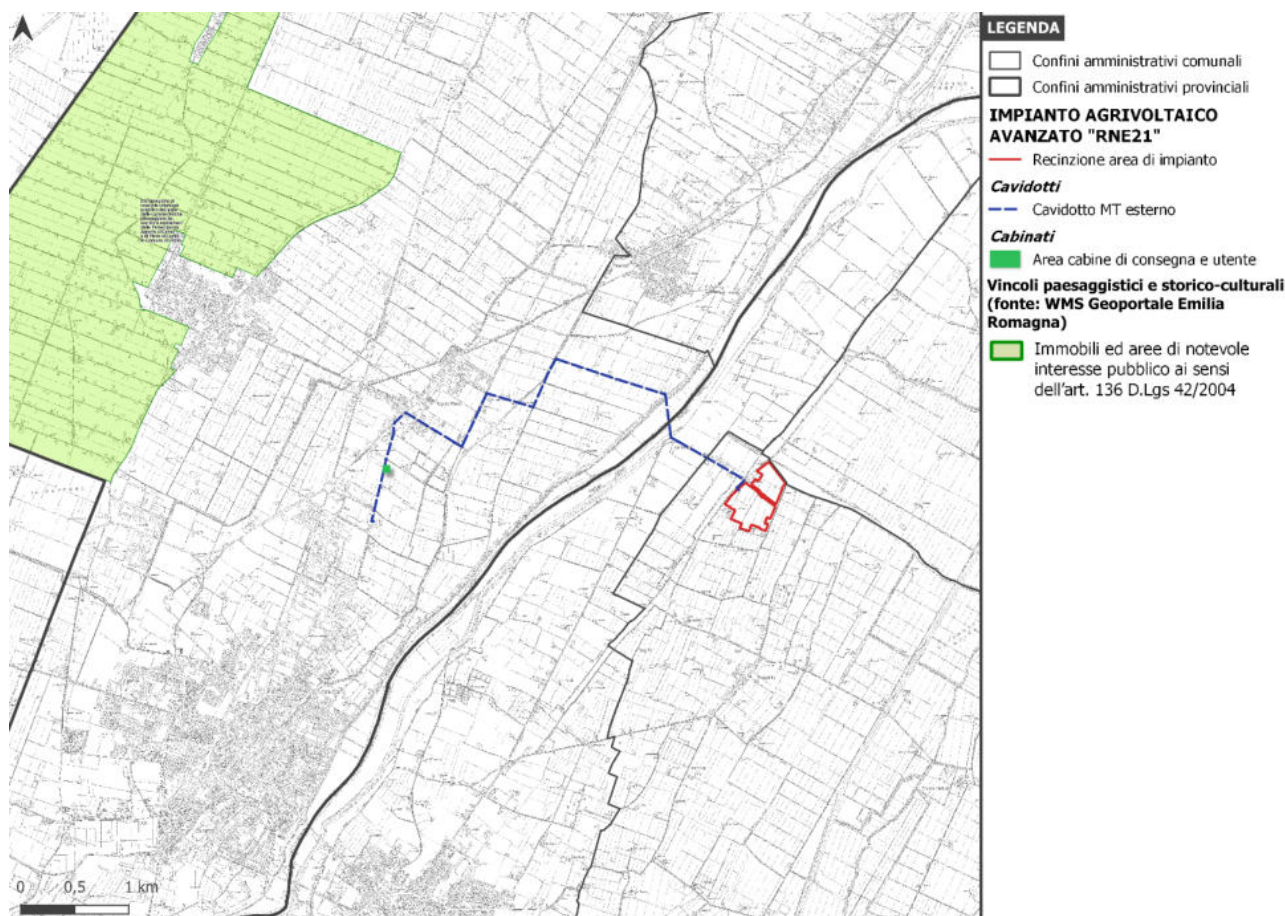 LEGENDA
Confini amministrativi comunali
Confini amministrativi provinciali
IMPIANTO AGRIVOLTAICO
AVANZATO "RNE21"
Recinzione area di impianto
Cavidotti
Cavidotto MT esterno
Cabinati
Area cabine di consegna e utente
Vincoli paesaggistici e storico-culturali
(fonte: WMS Geoportale Emilia
Romagna)
Immobili ed aree di notevole
interesse pubblico ai sensi
dell'art. 136 D.Lgs 42/2004
0 0,5 1 km